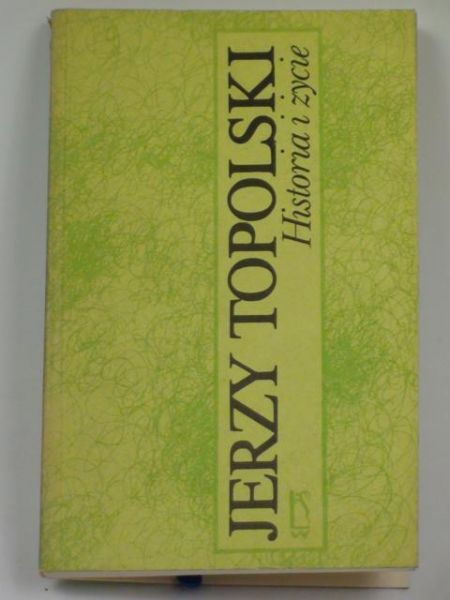 JERZY TOPOLSKI
Historia i życie